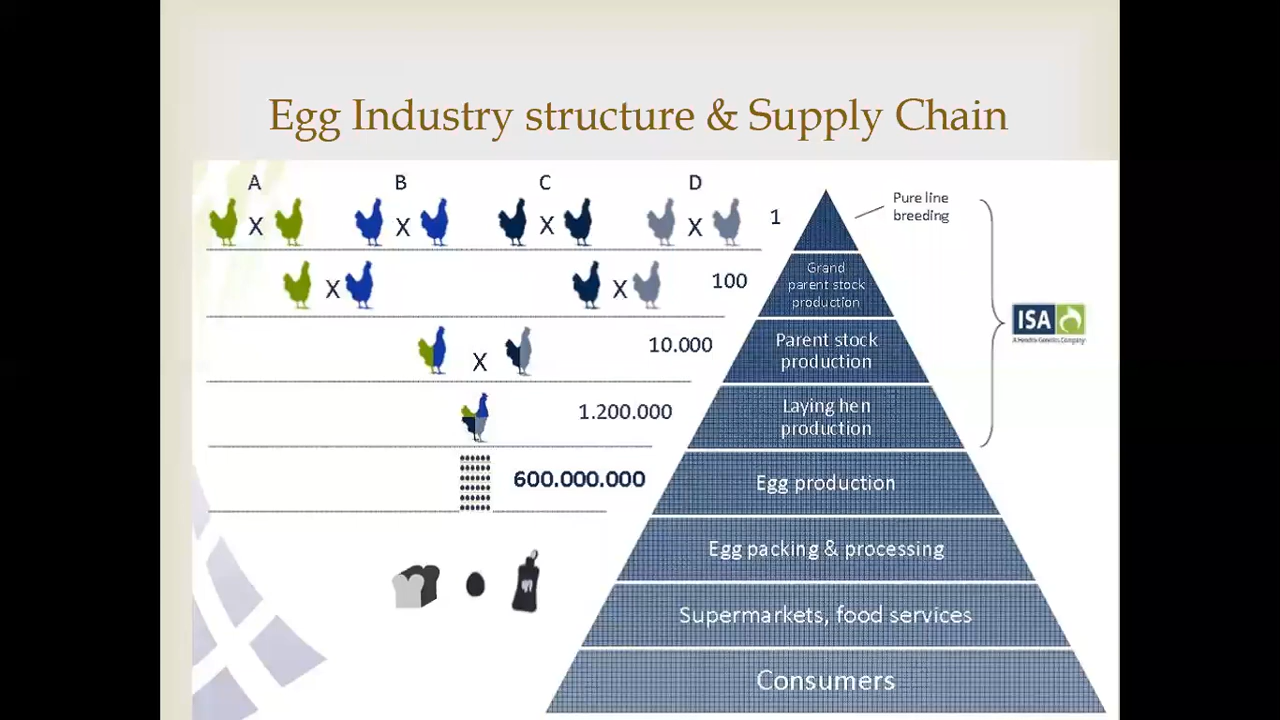 Egg Industry structure & Supply Chain
A B C D
X X X X 1
Pure line
breeding
X X 100
Grand
parent stock
production
ISA
A Hendrix Genetics Company
X 10.000
Parent stock
production
1.200.000
Laying hen
production
600.000.000
Egg production
Egg packing & processing
Supermarkets, food services
Consumers